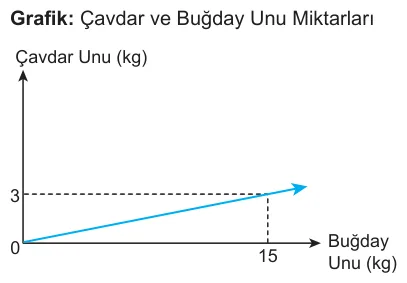 Grafik: Çavdar ve Buğday Unu Miktarları
Çavdar Unu (kg)
3
0
15
Buğday
Unu (kg)